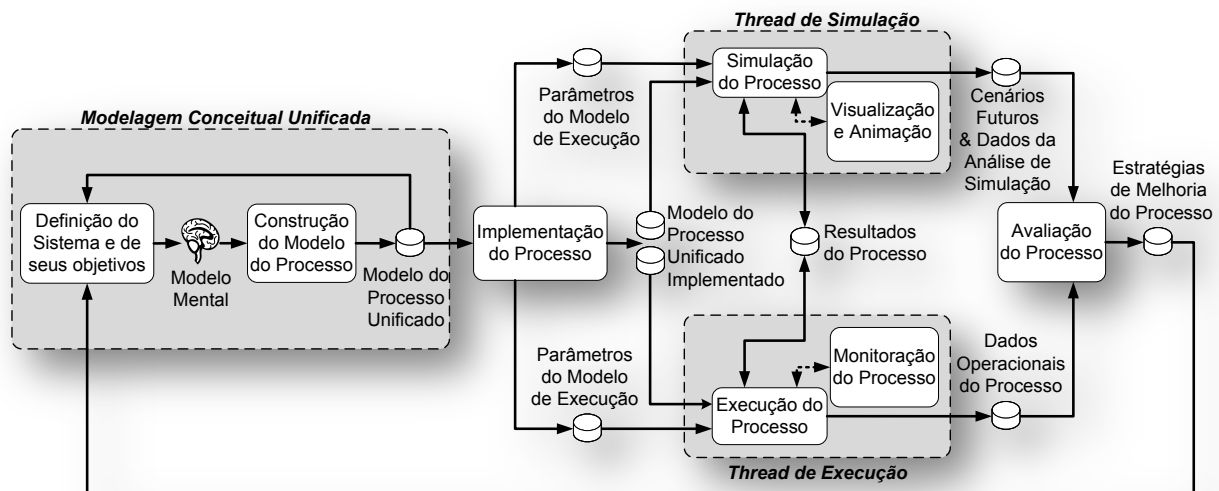 Thread de Simulação
Simulação
do Processo
Visualização
e Animação
Parâmetros
do Modelo
de Execução
Cenários
Futuros
& Dados da
Análise de
Simulação
Modelagem Conceitual Unificada
Definição do
Sistema e de
seus objetivos
Modelo
Mental
Construção
do Modelo
do Processo
Modelo do
Processo
Unificado
Implementação
do Processo
Modelo do
Processo
Unificado
Implementado
Resultados
do Processo
Avaliação
do Processo
Estratégias
de Melhoria
do Processo
Parâmetros
do Modelo
de Execução
Monitoração
do Processo
Execução do
Processo
Dados
Operacionais
do Processo
Thread de Execução